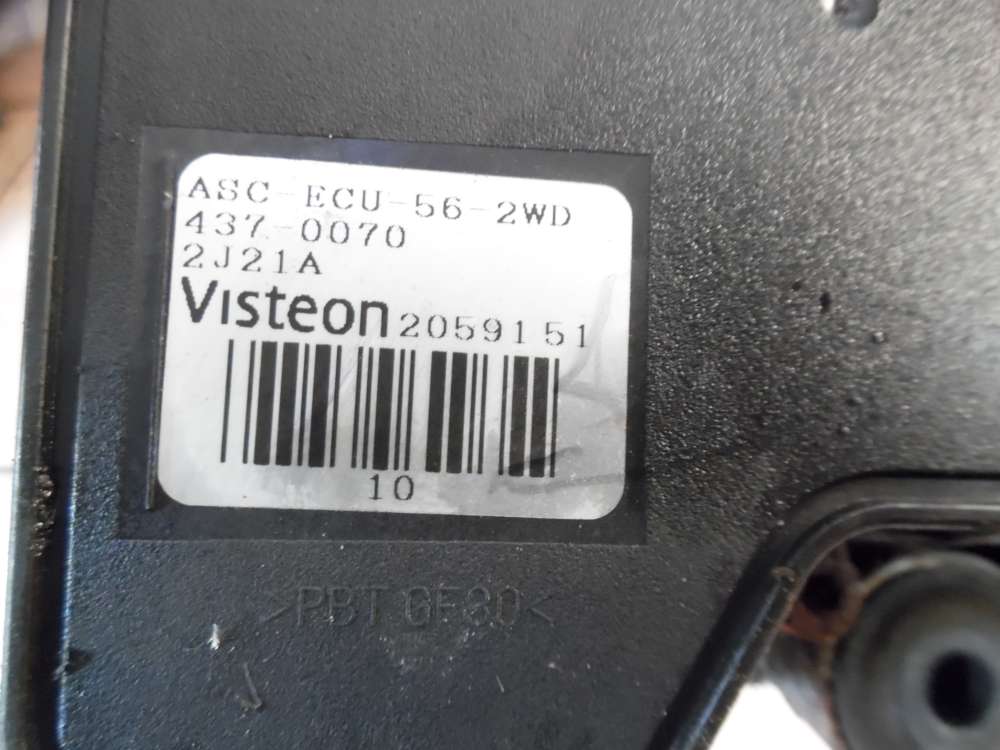 ASC-ECU-56-2WD
437-0070
2J21A
Visteon 2059151
10
>PBT GF30<